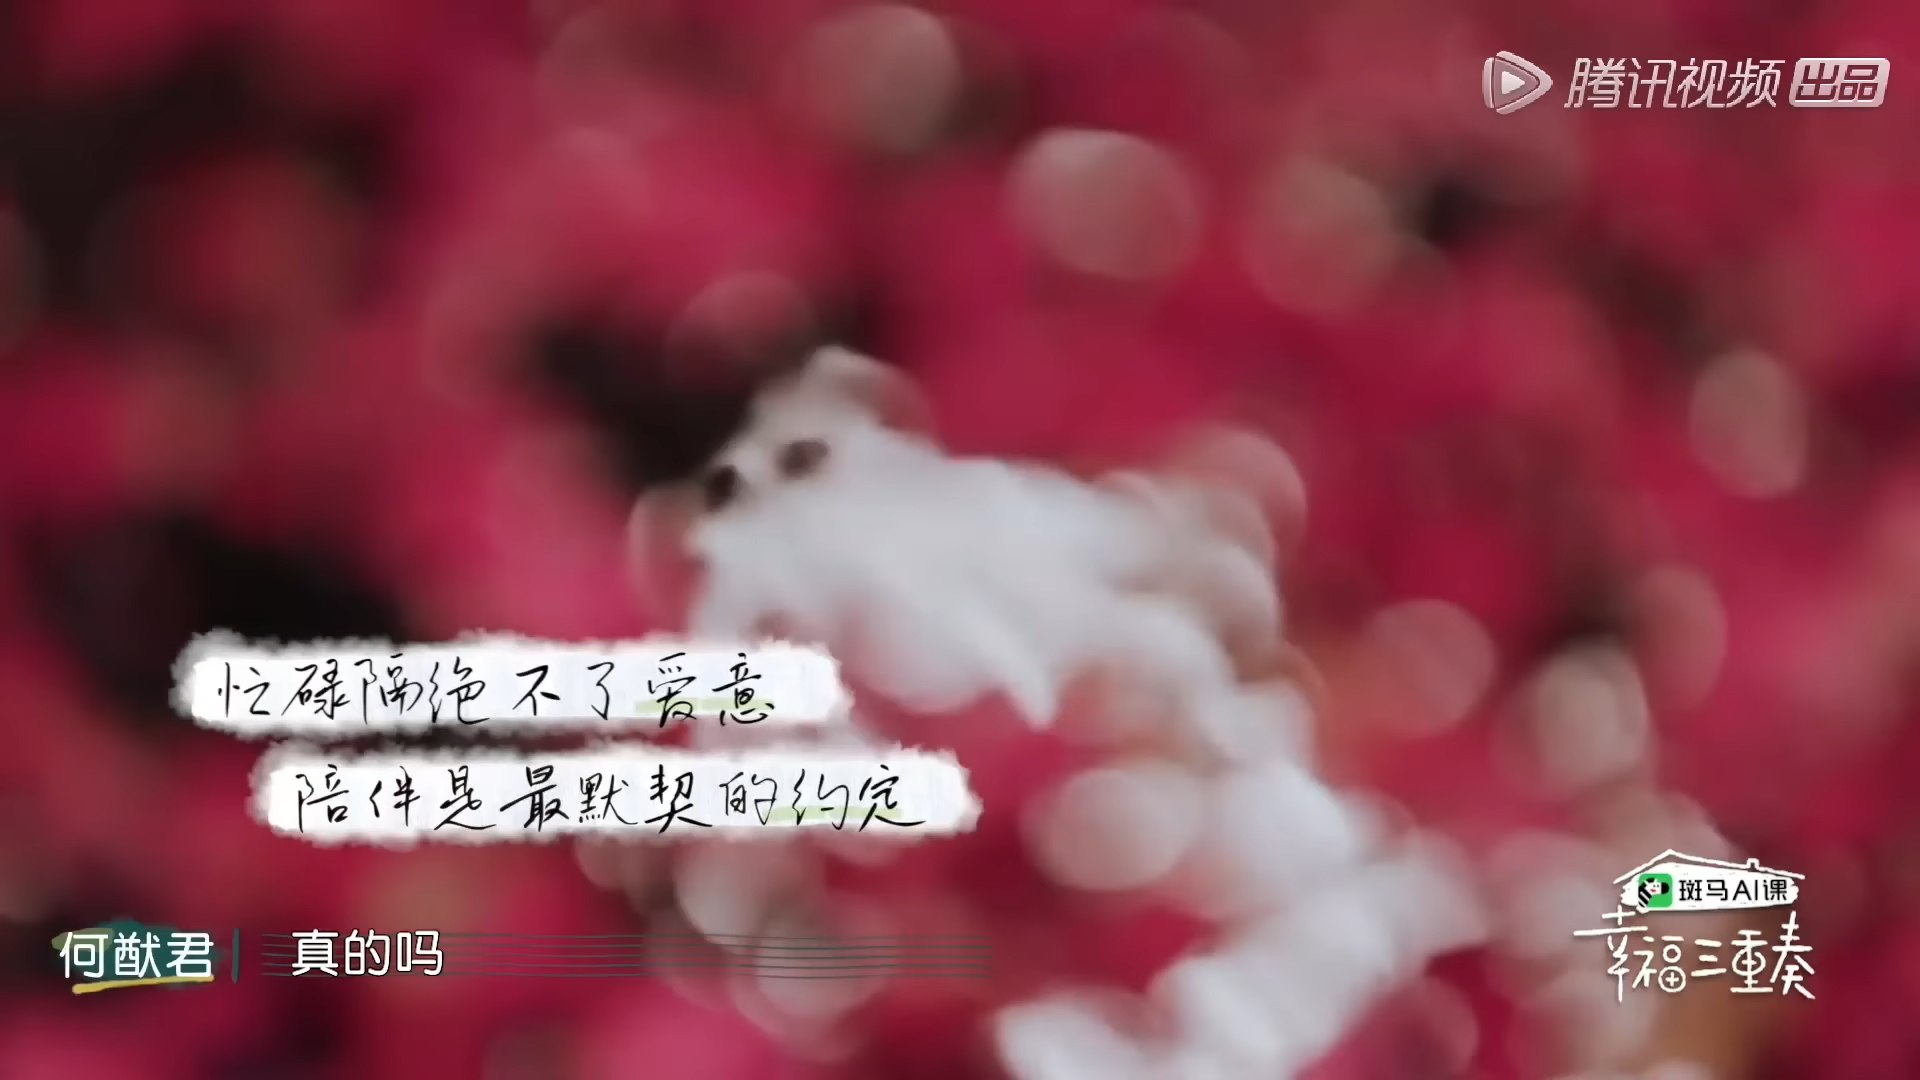 腾讯视频 出品
忙碌隔绝不了爱意
陪伴是最默契的约定
何猷君 真的吗
斑马AI课
幸福三重奏